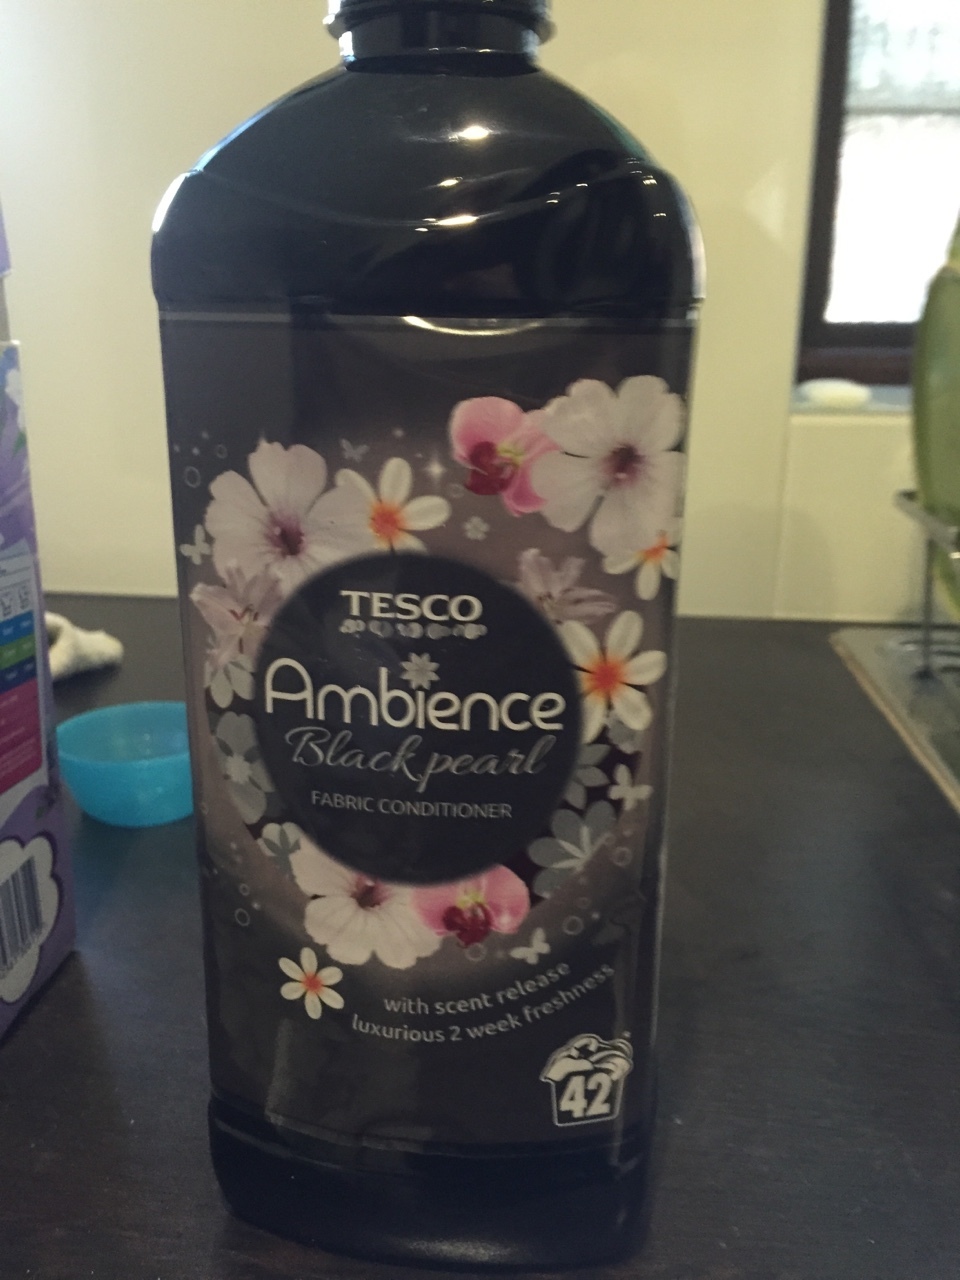 TESCO
Ambience
Black pearl
FABRIC CONDITIONER
with scent release
luxurious 2 week freshness
42